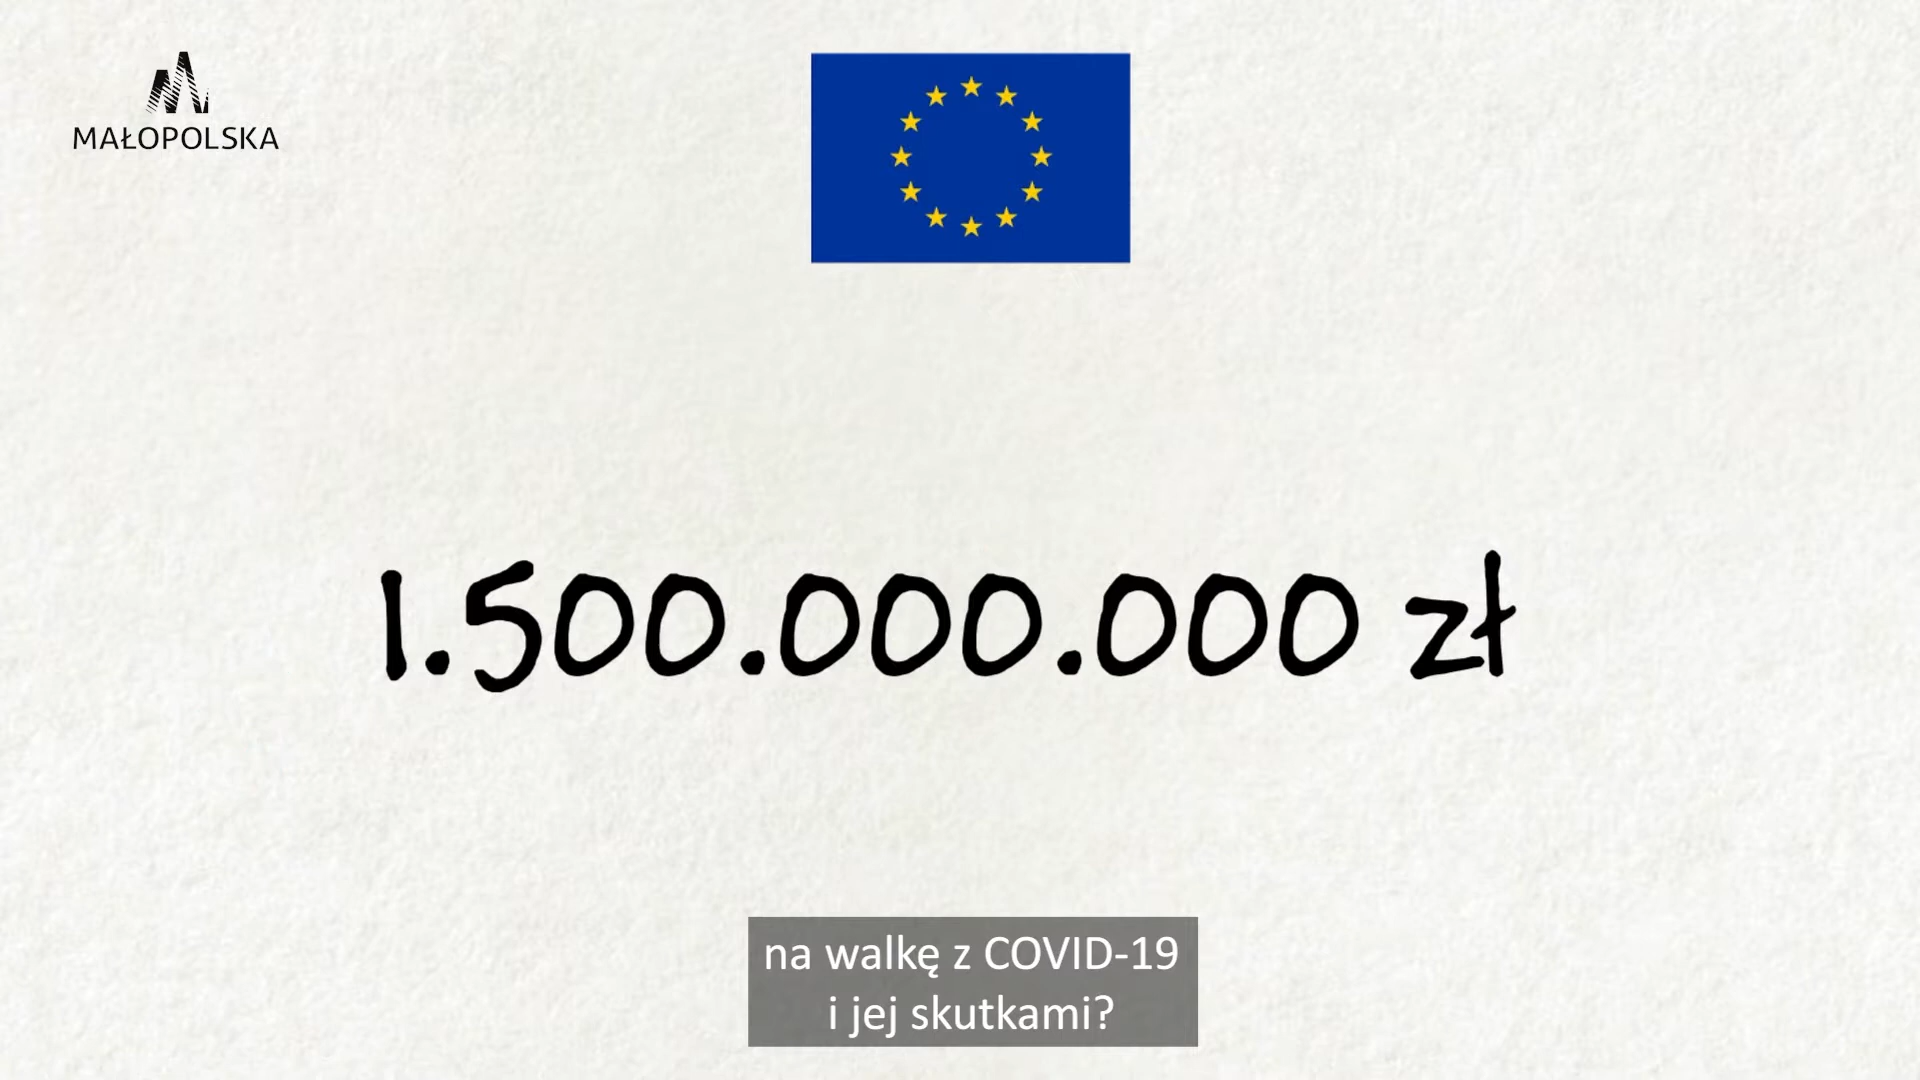 MAŁOPOLSKA
1.500.000.000 zł
na walkę z COVID-19
i jej skutkami?